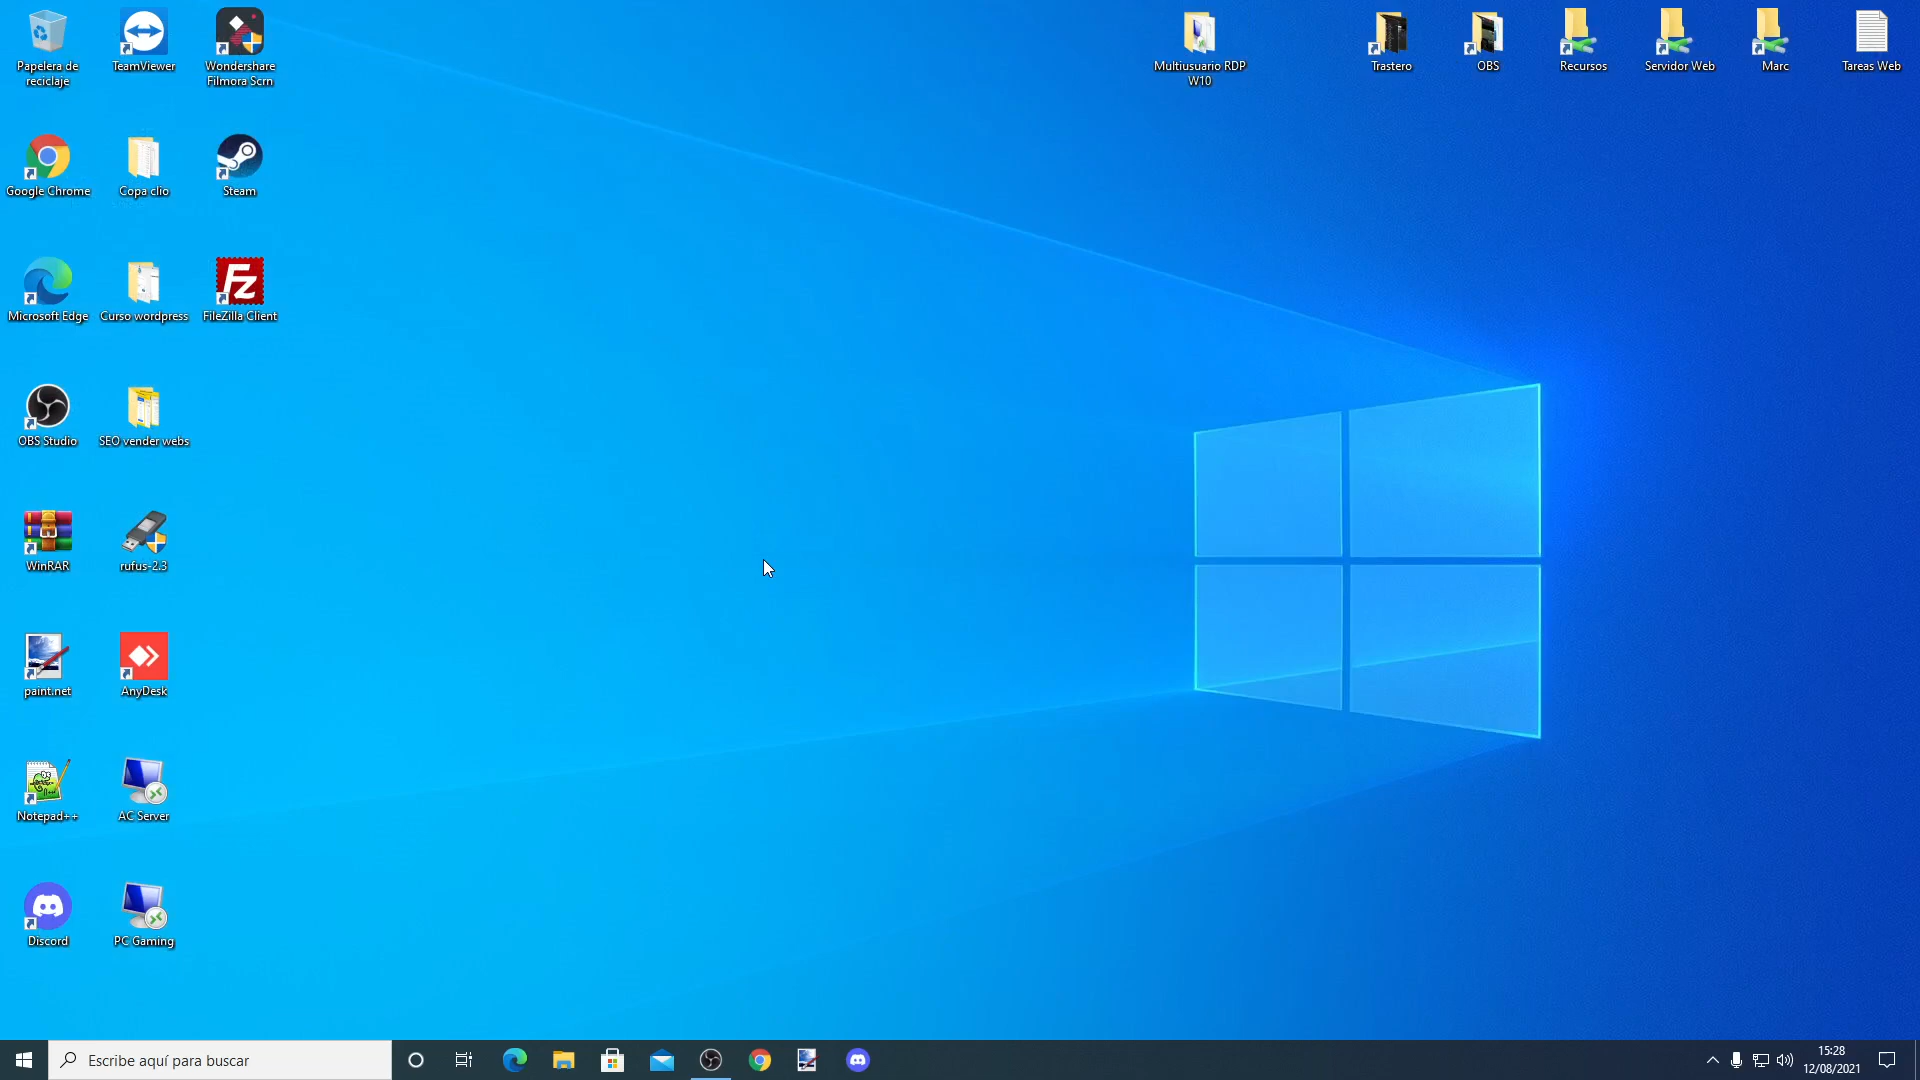 Papelera de
reciclaje
TeamViewer
Wondershare
Filmora Scrn
Multiusuario RDP
W10
Trastero
OBS
Recursos
Servidor Web
Marc
Tareas Web
Google Chrome
Copa clio
Steam
Microsoft Edge
Curso wordpress
Fz
FileZilla Client
OBS Studio
SEO vender webs
WinRAR
rufus-2.3
paint.net
AnyDesk
Notepad++
AC Server
Discord
PC Gaming
Escribe aquí para buscar
15:28
12/08/2021